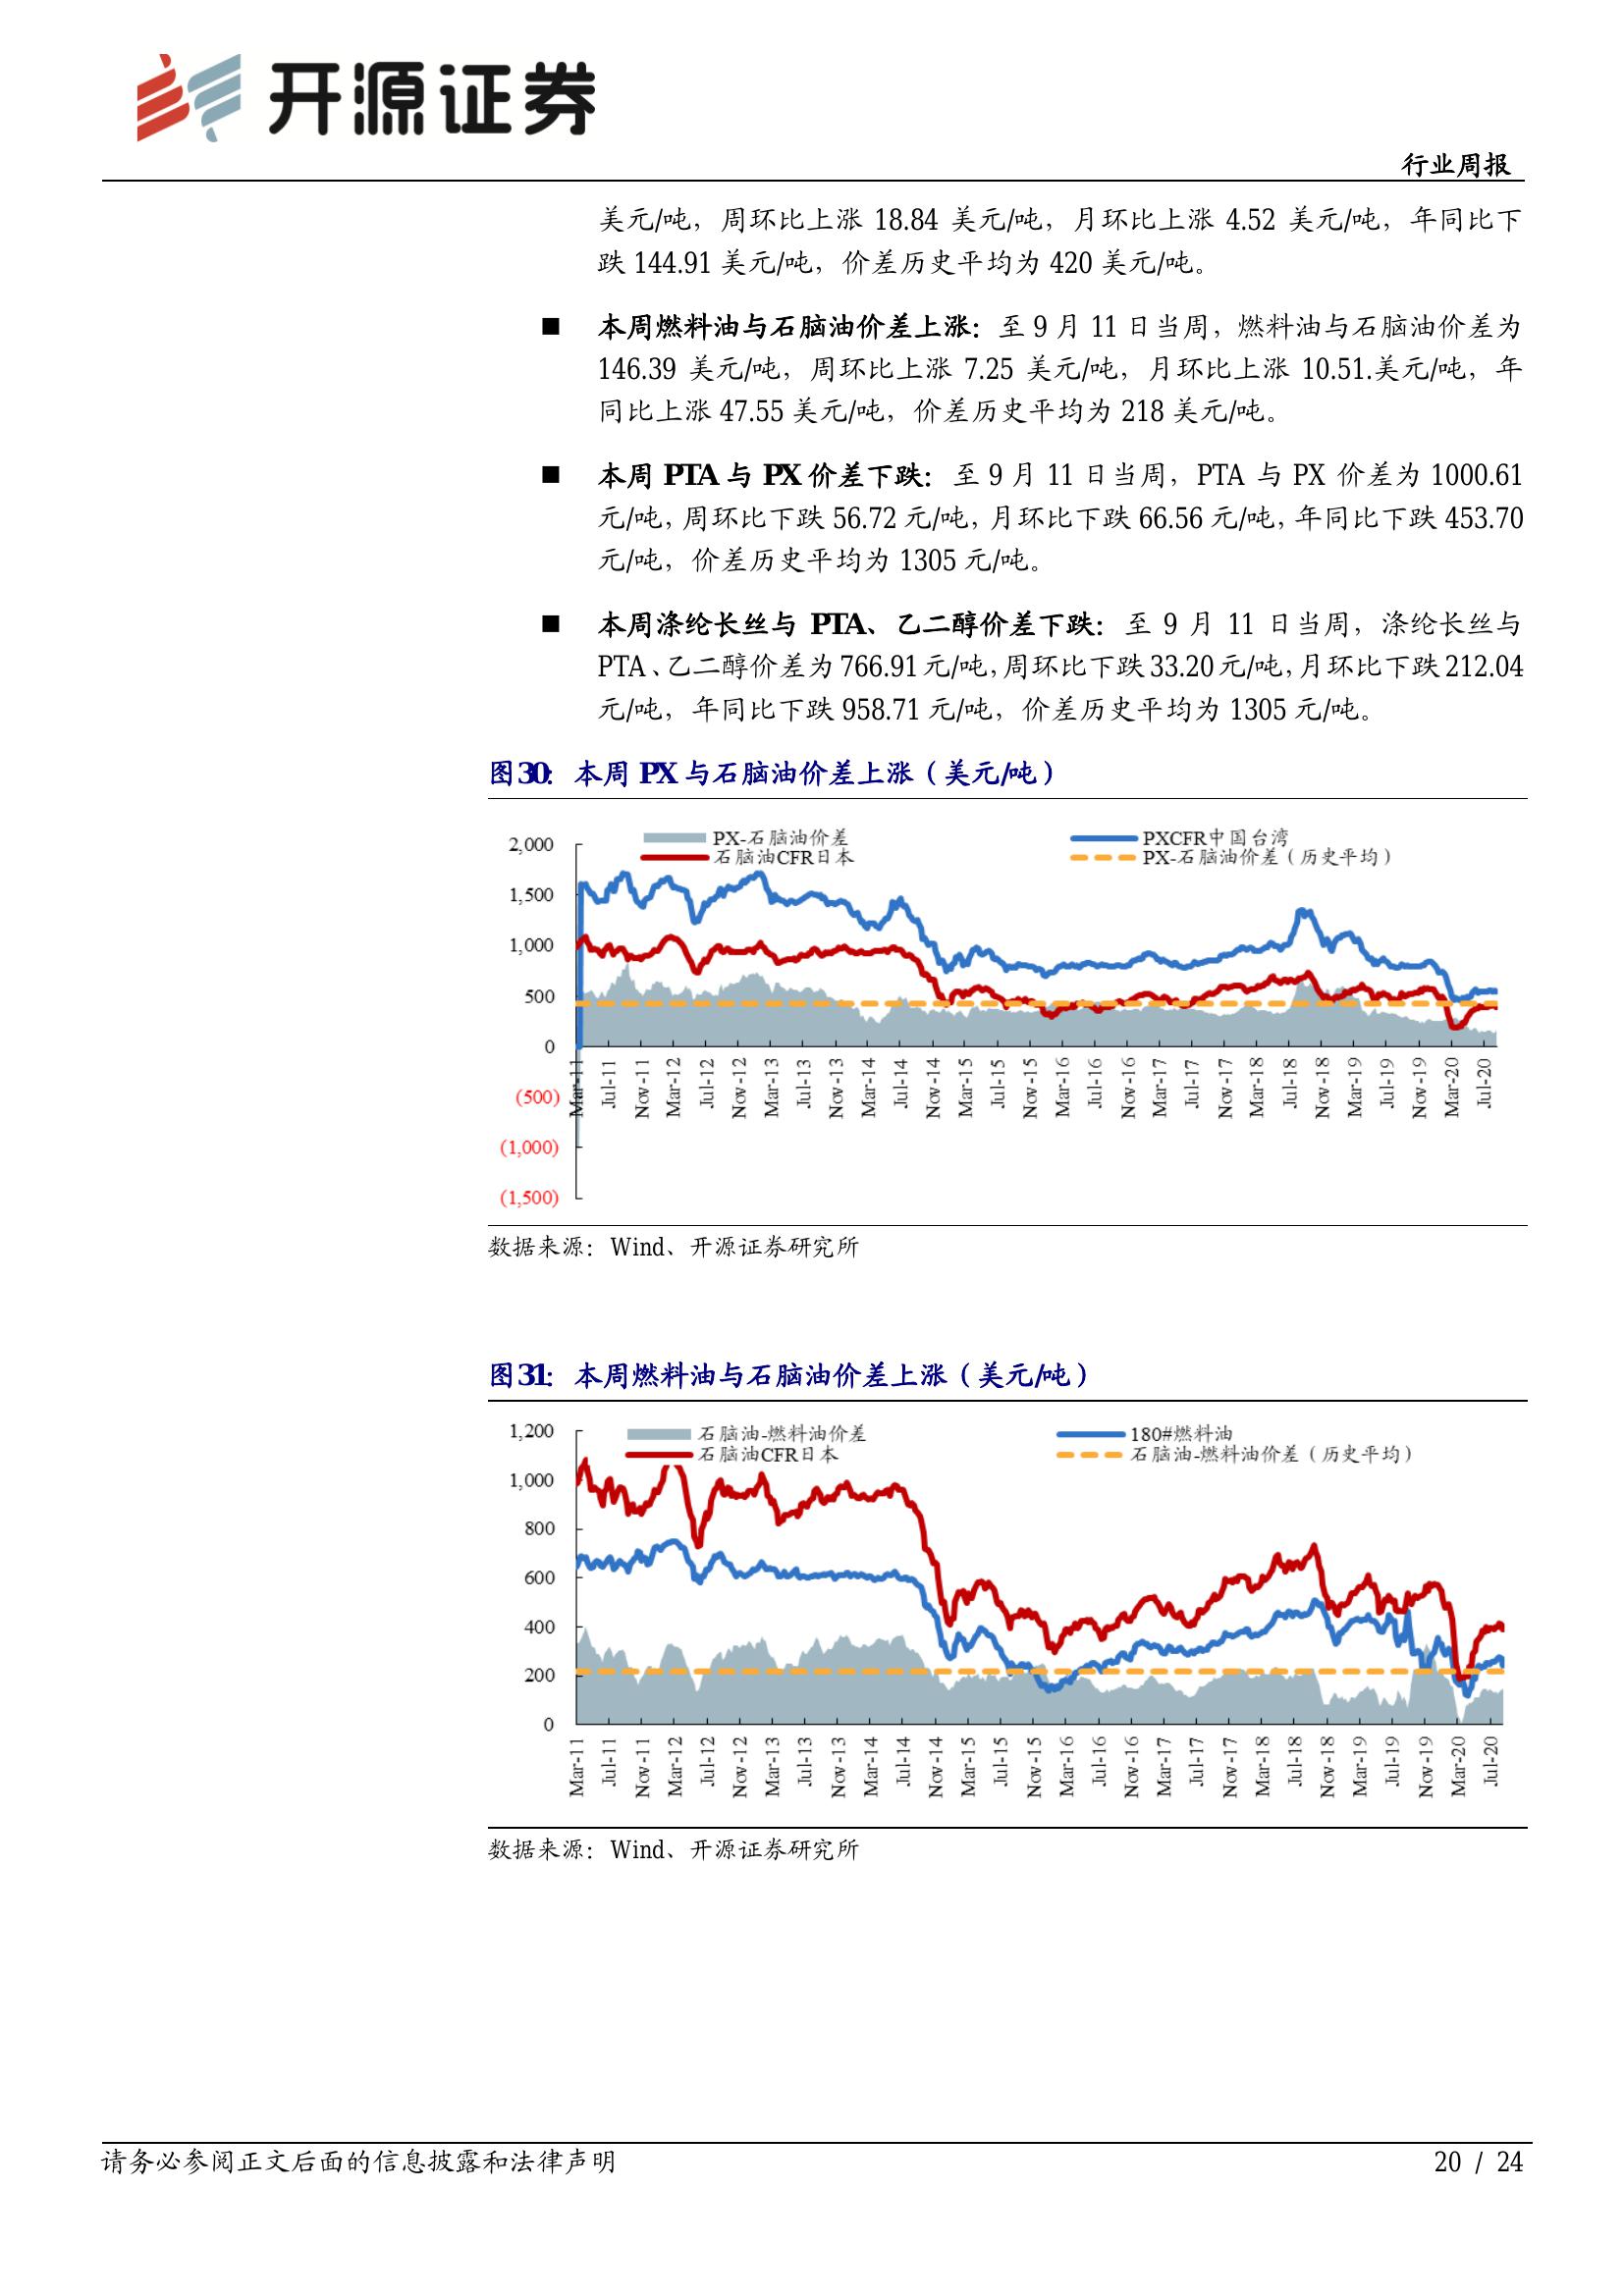 开源证券
行业周报
美元/吨，周环比上涨 18.84 美元/吨，月环比上涨 4.52 美元/吨，年同比下
跌 144.91 美元/吨，价差历史平均为 420 美元/吨。
■ 本周燃料油与石脑油价差上涨：至 9 月 11 日当周，燃料油与石脑油价差为
146.39 美元/吨，周环比上涨 7.25 美元/吨，月环比上涨 10.51.美元/吨，年
同比上涨 47.55 美元/吨，价差历史平均为 218 美元/吨。
■ 本周 PTA 与 PX 价差下跌：至 9 月 11 日当周，PTA 与 PX 价差为 1000.61
元/吨，周环比下跌 56.72 元/吨，月环比下跌 66.56 元/吨，年同比下跌 453.70
元/吨，价差历史平均为 1305 元/吨。
■ 本周涤纶长丝与 PTA、乙二醇价差下跌：至 9 月 11 日当周，涤纶长丝与
PTA、乙二醇价差为 766.91 元/吨，周环比下跌 33.20 元/吨，月环比下跌 212.04
元/吨，年同比下跌 958.71 元/吨，价差历史平均为 1305 元/吨。
图30：本周 PX 与石脑油价差上涨（美元/吨）
PX-石脑油价差 PXCFR中国台湾
石脑油CFR日本 PX-石脑油价差（历史平均）
2,000
1,500
1,000
500
0
(500)
(1,000)
(1,500)
Mar-11 Jul-11 Nov-11 Mar-12 Jul-12 Nov-12 Mar-13 Jul-13 Nov-13 Mar-14 Jul-14 Nov-14 Mar-15 Jul-15 Nov-15 Mar-16 Jul-16 Nov-16 Mar-17 Jul-17 Nov-17 Mar-18 Jul-18 Nov-18 Mar-19 Jul-19 Nov-19 Mar-20 Jul-20
数据来源：Wind、开源证券研究所
图31：本周燃料油与石脑油价差上涨（美元/吨）
石脑油-燃料油价差 180#燃料油
石脑油CFR日本 石脑油-燃料油价差（历史平均）
1,200
1,000
800
600
400
200
0
Mar-11 Jul-11 Nov-11 Mar-12 Jul-12 Nov-12 Mar-13 Jul-13 Nov-13 Mar-14 Jul-14 Nov-14 Mar-15 Jul-15 Nov-15 Mar-16 Jul-16 Nov-16 Mar-17 Jul-17 Nov-17 Mar-18 Jul-18 Nov-18 Mar-19 Jul-19 Nov-19 Mar-20 Jul-20
数据来源：Wind、开源证券研究所
请务必参阅正文后面的信息披露和法律声明
20 / 24